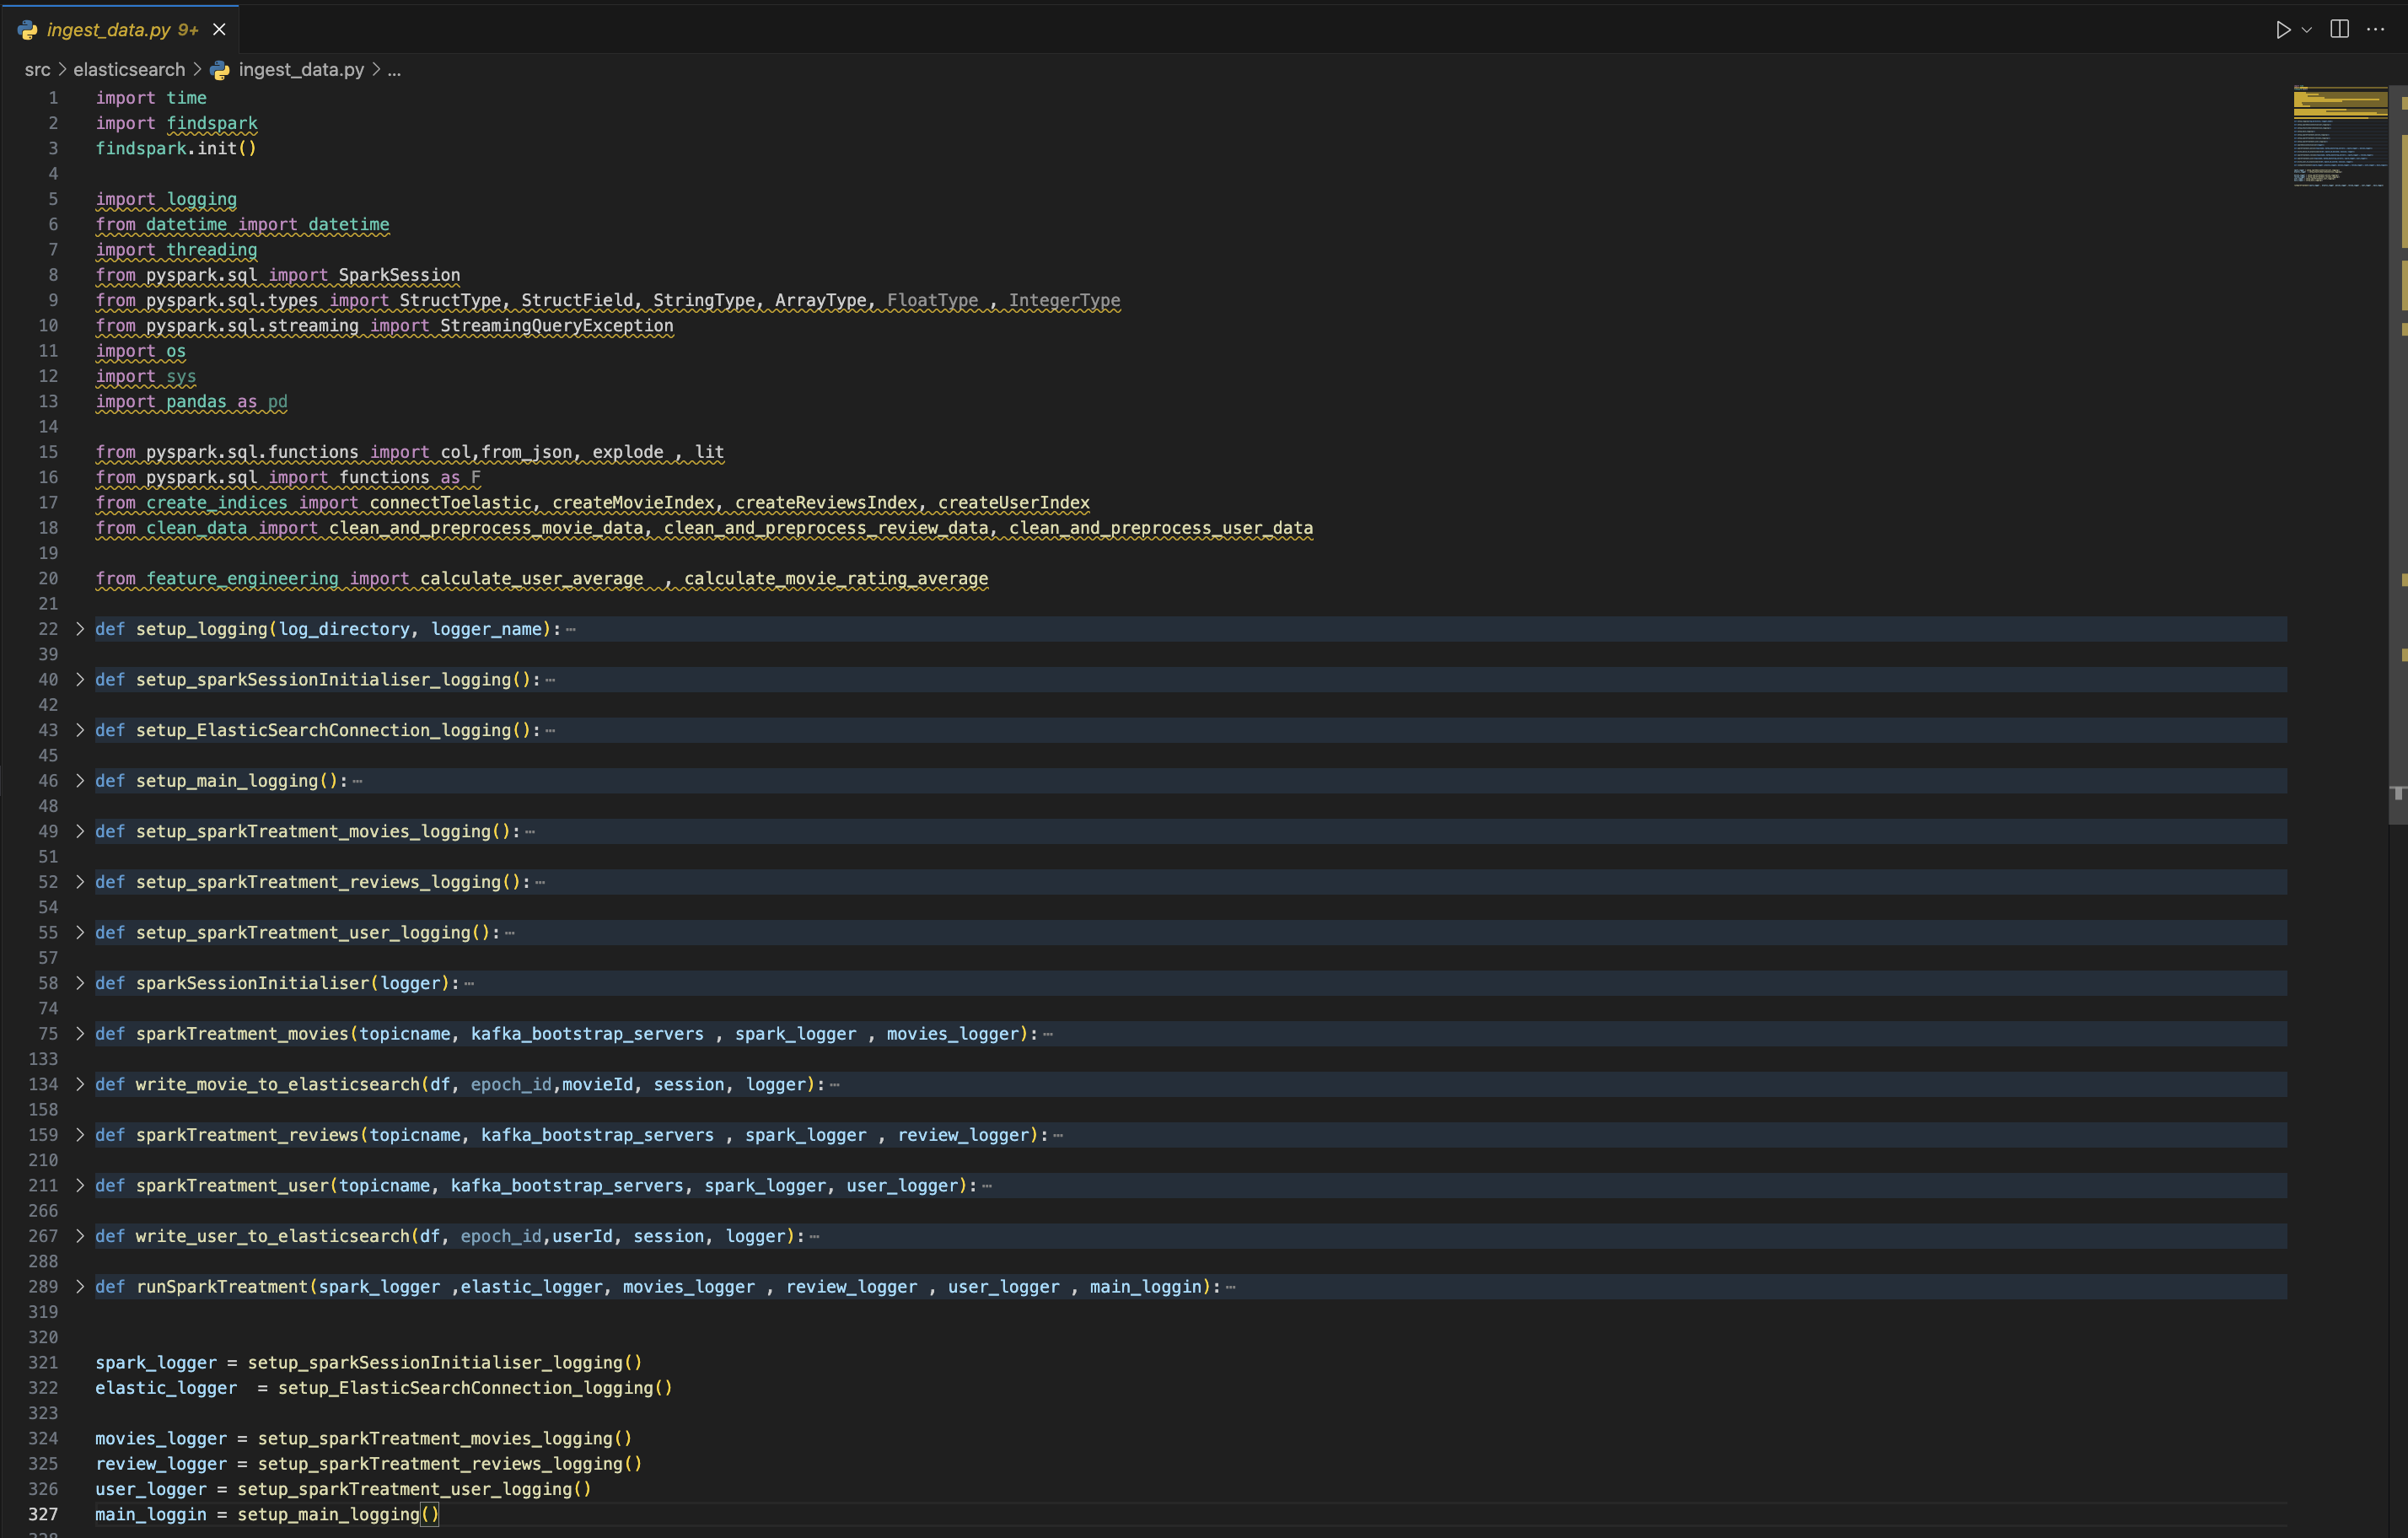 ingest_data.py 9+
src > elasticsearch > ingest_data.py > ...
1 import time
2 import findspark
3 findspark.init()
4
5 import logging
6 from datetime import datetime
7 import threading
8 from pyspark.sql import SparkSession
9 from pyspark.sql.types import StructType, StructField, StringType, ArrayType, FloatType , IntegerType
10 from pyspark.sql.streaming import StreamingQueryException
11 import os
12 import sys
13 import pandas as pd
14
15 from pyspark.sql.functions import col,from_json, explode , lit
16 from pyspark.sql import functions as F
17 from create_indices import connectToelastic, createMovieIndex, createReviewsIndex, createUserIndex
18 from clean_data import clean_and_preprocess_movie_data, clean_and_preprocess_review_data, clean_and_preprocess_user_data
19
20 from feature_engineering import calculate_user_average  , calculate_movie_rating_average
21
22 > def setup_logging(log_directory, logger_name):…
39
40 > def setup_sparkSessionInitialiser_logging():…
42
43 > def setup_ElasticSearchConnection_logging():…
45
46 > def setup_main_logging():…
48
49 > def setup_sparkTreatment_movies_logging():…
51
52 > def setup_sparkTreatment_reviews_logging():…
54
55 > def setup_sparkTreatment_user_logging():…
57
58 > def sparkSessionInitialiser(logger):…
74
75 > def sparkTreatment_movies(topicname, kafka_bootstrap_servers , spark_logger , movies_logger):…
133
134 > def write_movie_to_elasticsearch(df, epoch_id,movieId, session, logger):…
158
159 > def sparkTreatment_reviews(topicname, kafka_bootstrap_servers , spark_logger , review_logger):…
210
211 > def sparkTreatment_user(topicname, kafka_bootstrap_servers, spark_logger, user_logger):…
266
267 > def write_user_to_elasticsearch(df, epoch_id,userId, session, logger):…
288
289 > def runSparkTreatment(spark_logger ,elastic_logger, movies_logger , review_logger , user_logger , main_loggin):…
319
320
321 spark_logger = setup_sparkSessionInitialiser_logging()
322 elastic_logger  = setup_ElasticSearchConnection_logging()
323
324 movies_logger = setup_sparkTreatment_movies_logging()
325 review_logger = setup_sparkTreatment_reviews_logging()
326 user_logger = setup_sparkTreatment_user_logging()
327 main_loggin = setup_main_logging()